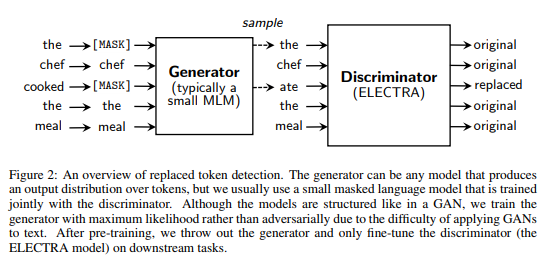 sample
the [MASK] the original
chef chef Generator chef Discriminator original
cooked [MASK] (typically a ate (ELECTRA) replaced
the the small MLM) the original
meal meal meal original
Figure 2: An overview of replaced token detection. The generator can be any model that produces
an output distribution over tokens, but we usually use a small masked language model that is trained
jointly with the discriminator. Although the models are structured like in a GAN, we train the
generator with maximum likelihood rather than adversarially due to the difficulty of applying GANs
to text. After pre-training, we throw out the generator and only fine-tune the discriminator (the
ELECTRA model) on downstream tasks.